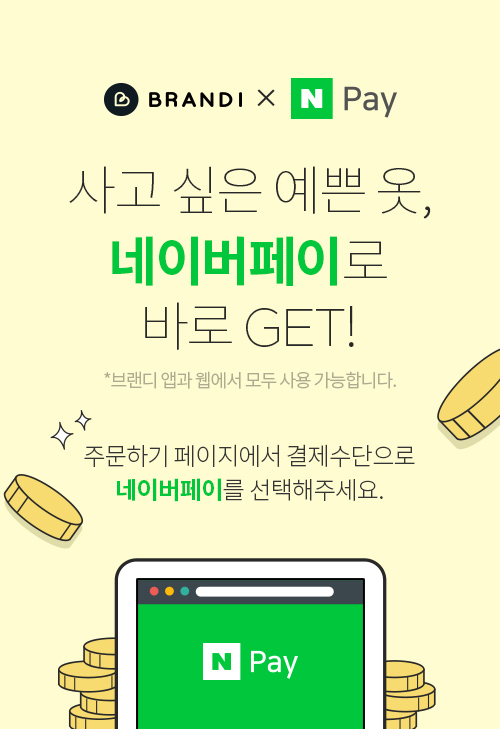 BRANDI × N Pay
사고 싶은 예쁜 옷,
네이버페이로
바로 GET!
*브랜디 앱과 웹에서 모두 사용 가능합니다.
주문하기 페이지에서 결제수단으로
네이버페이를 선택해주세요.
N Pay